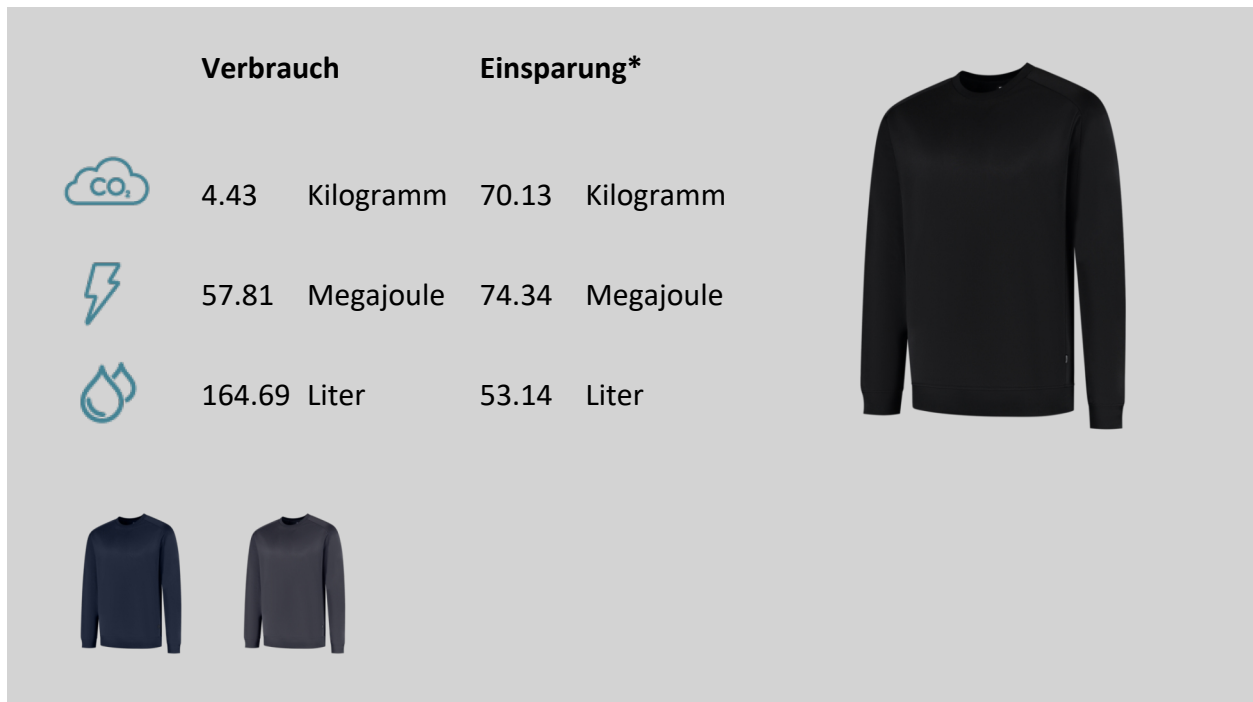 Verbrauch Einsparung*
CO₂ 4.43 Kilogramm 70.13 Kilogramm
57.81 Megajoule 74.34 Megajoule
164.69 Liter 53.14 Liter